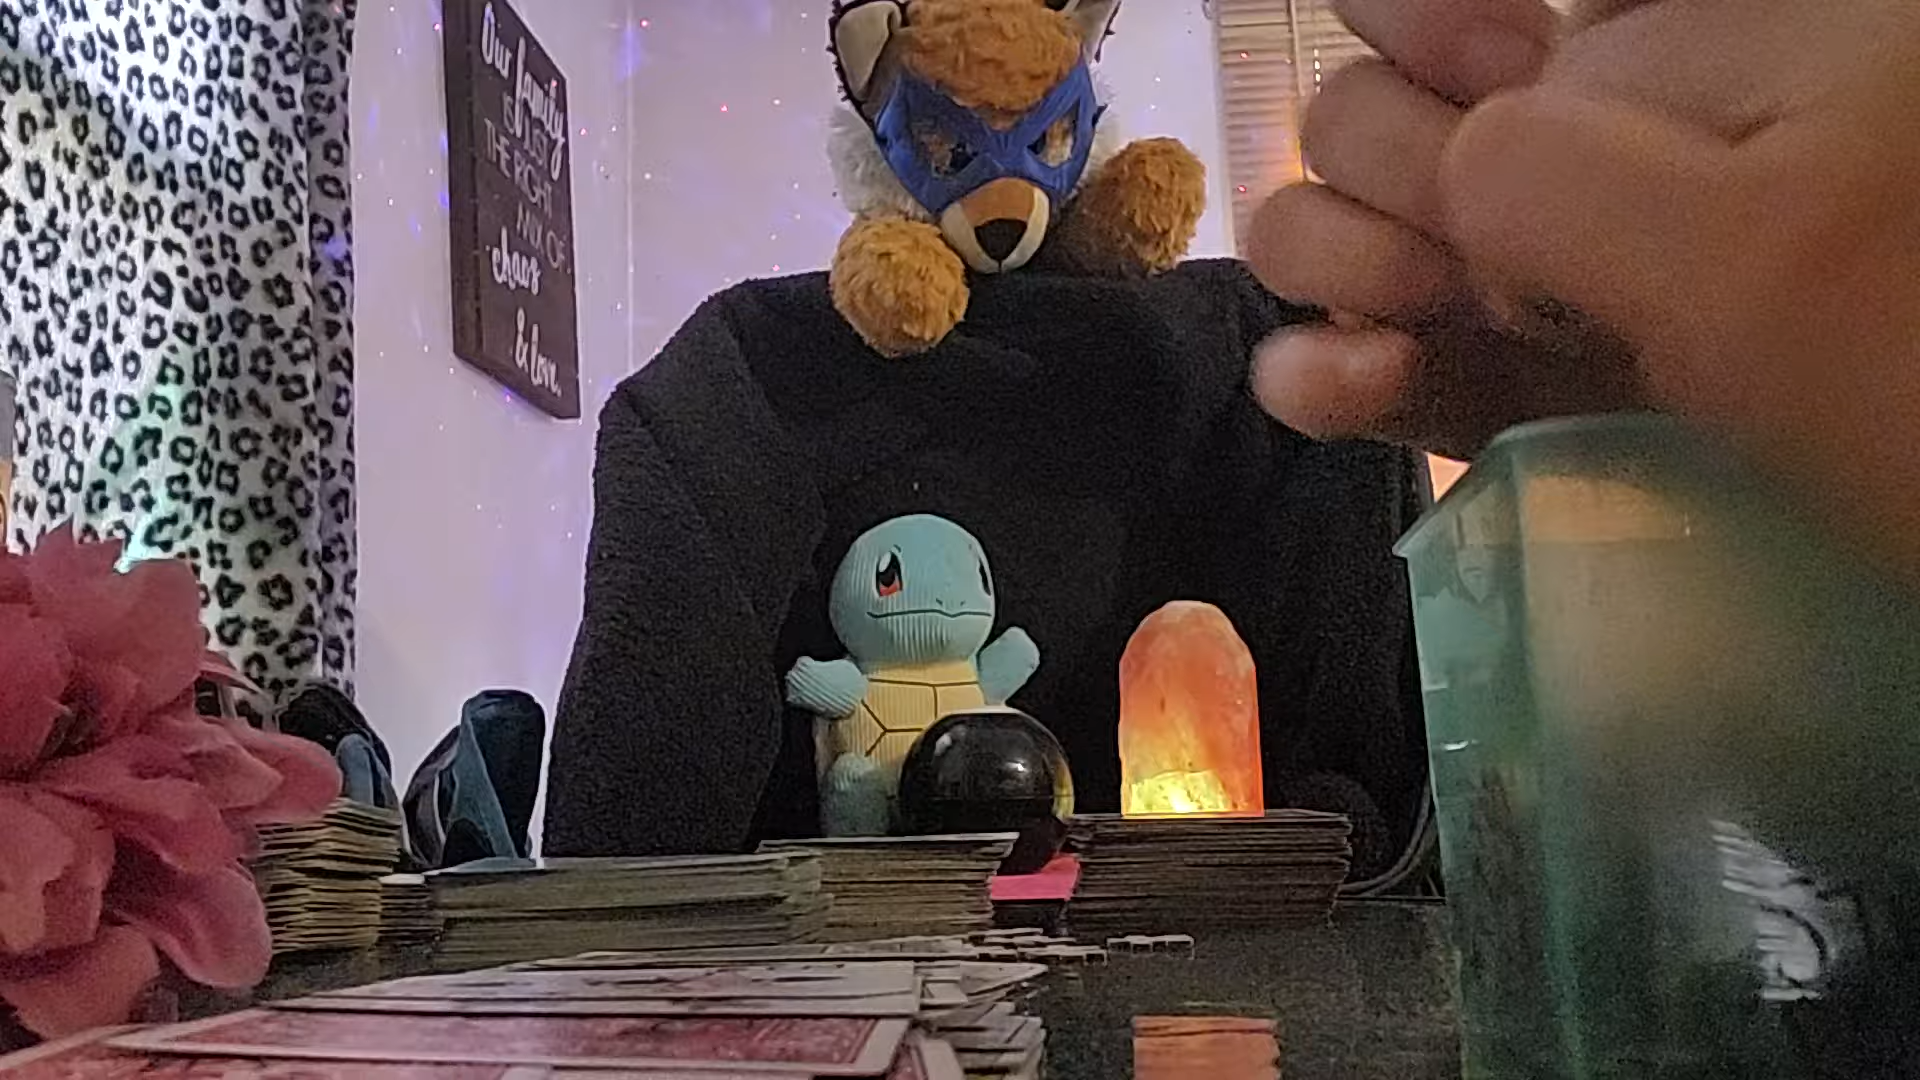 Our family
IS JUST
THE RIGHT
MIX OF
chaos
& love.